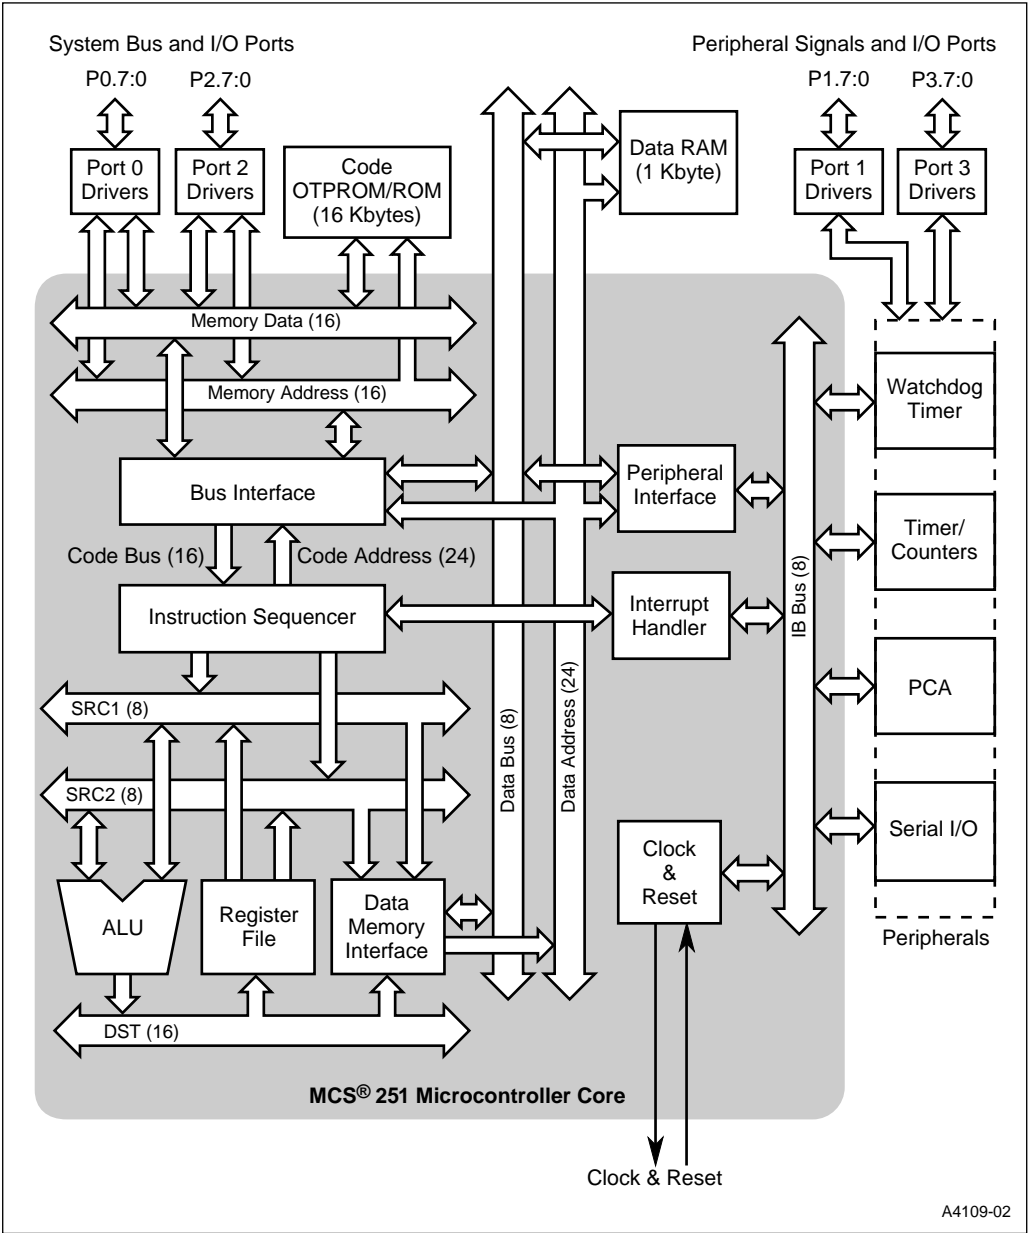 System Bus and I/O Ports
Peripheral Signals and I/O Ports
P0.7:0
P2.7:0
P1.7:0
P3.7:0
Port 0
Drivers
Port 2
Drivers
Code
OTPROM/ROM
(16 Kbytes)
Data RAM
(1 Kbyte)
Port 1
Drivers
Port 3
Drivers
Memory Data (16)
Memory Address (16)
Bus Interface
Peripheral
Interface
Watchdog
Timer
Code Bus (16)
Code Address (24)
Timer/
Counters
Instruction Sequencer
Interrupt
Handler
IB Bus (8)
SRC1 (8)
Data Bus (8)
Data Address (24)
PCA
SRC2 (8)
Clock
&
Reset
Serial I/O
ALU
Register
File
Data
Memory
Interface
Peripherals
DST (16)
MCS® 251 Microcontroller Core
Clock & Reset
A4109-02